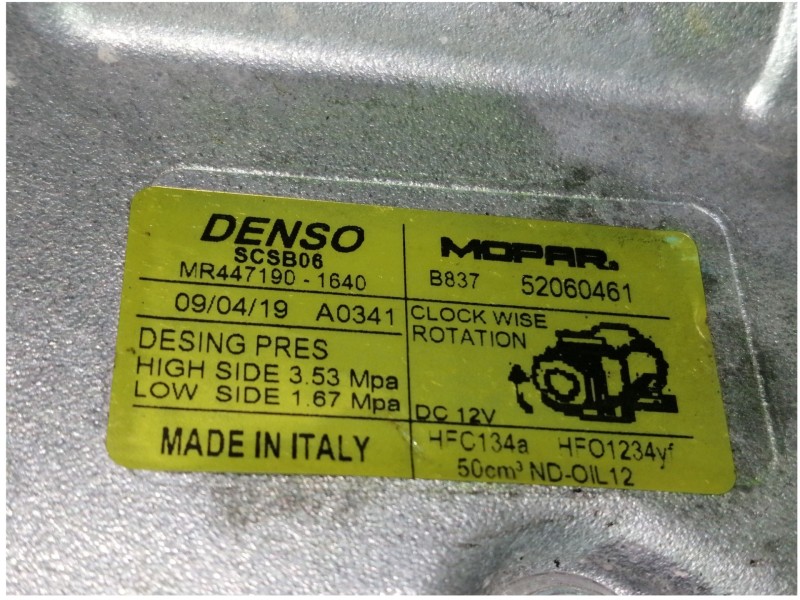 DENSO
SCSB06
MR447190-1640
09/04/19 A0341
DESING PRES
HIGH SIDE 3.53 Mpa
LOW SIDE 1.67 Mpa
MADE IN ITALY
MOPAR.
B837 52060461
CLOCK WISE
ROTATION
DC 12V
HFC134a HFO1234yf
50cm³ ND-OIL12